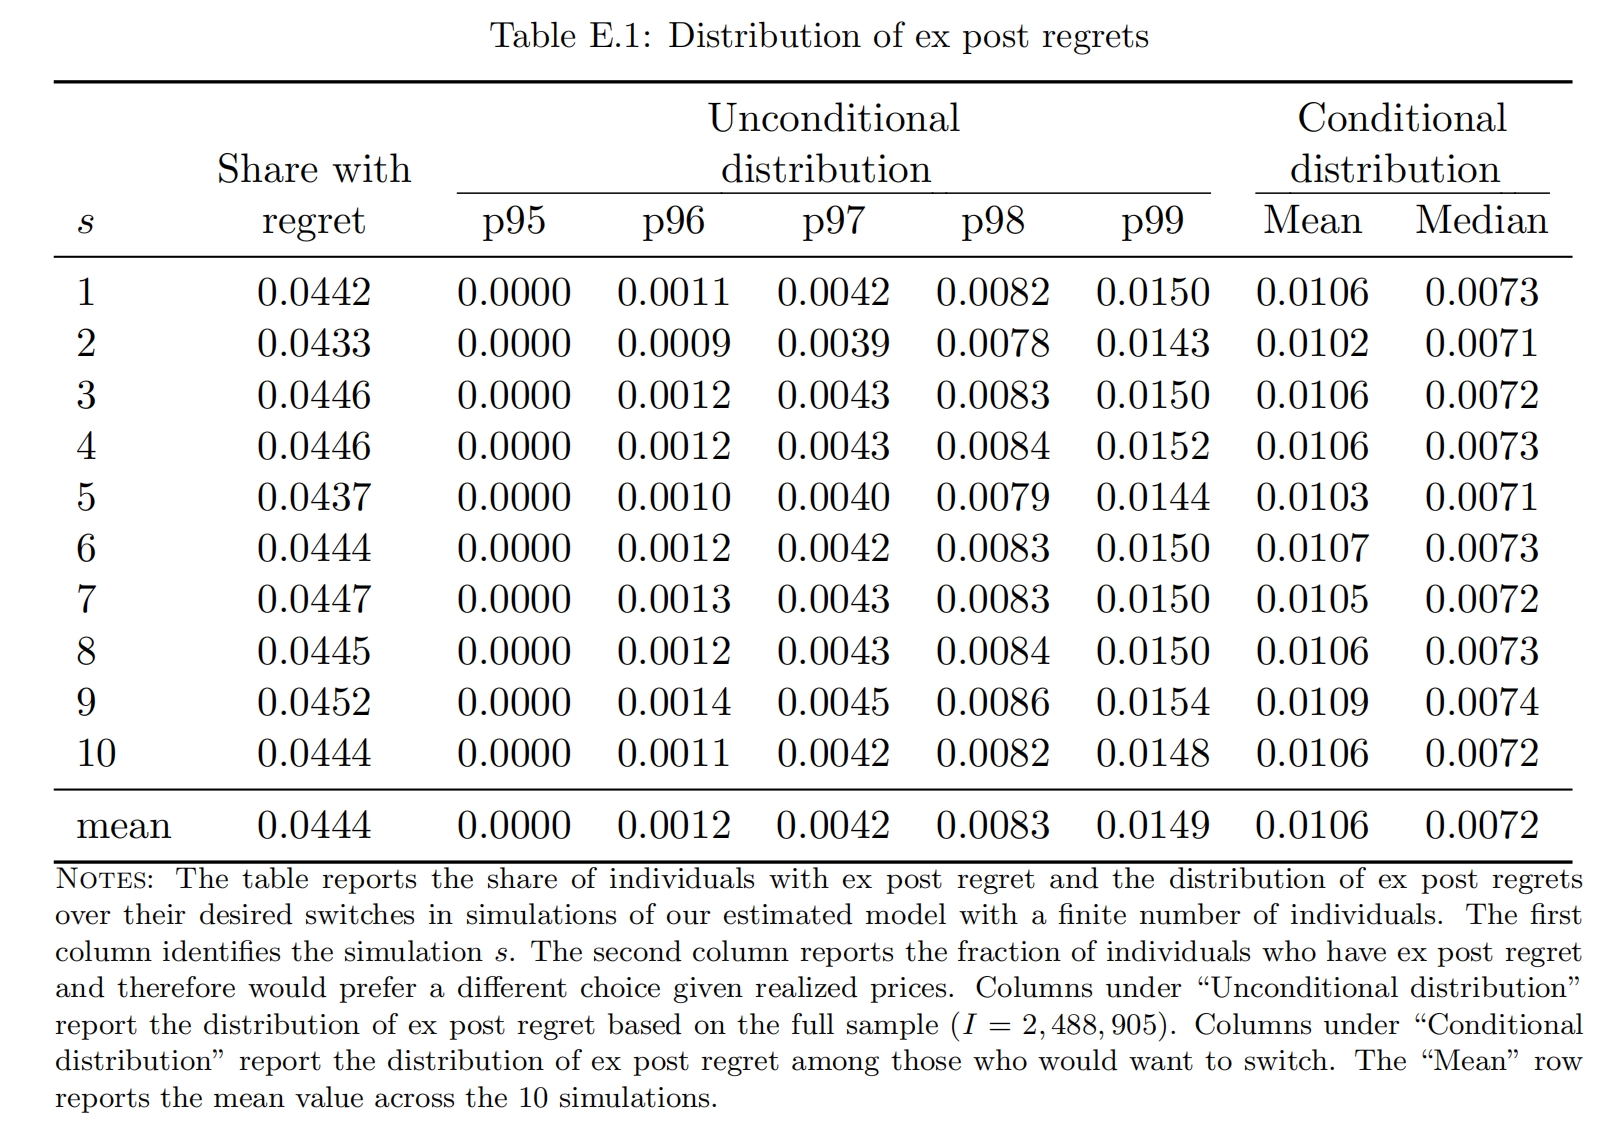 Table E.1: Distribution of ex post regrets
Unconditional Conditional
Share with distribution distribution
s regret p95 p96 p97 p98 p99 Mean Median
1 0.0442 0.0000 0.0011 0.0042 0.0082 0.0150 0.0106 0.0073
2 0.0433 0.0000 0.0009 0.0039 0.0078 0.0143 0.0102 0.0071
3 0.0446 0.0000 0.0012 0.0043 0.0083 0.0150 0.0106 0.0072
4 0.0446 0.0000 0.0012 0.0043 0.0084 0.0152 0.0106 0.0073
5 0.0437 0.0000 0.0010 0.0040 0.0079 0.0144 0.0103 0.0071
6 0.0444 0.0000 0.0012 0.0042 0.0083 0.0150 0.0107 0.0073
7 0.0447 0.0000 0.0013 0.0043 0.0083 0.0150 0.0105 0.0072
8 0.0445 0.0000 0.0012 0.0043 0.0084 0.0150 0.0106 0.0073
9 0.0452 0.0000 0.0014 0.0045 0.0086 0.0154 0.0109 0.0074
10 0.0444 0.0000 0.0011 0.0042 0.0082 0.0148 0.0106 0.0072
mean 0.0444 0.0000 0.0012 0.0042 0.0083 0.0149 0.0106 0.0072
NOTES: The table reports the share of individuals with ex post regret and the distribution of ex post regrets
over their desired switches in simulations of our estimated model with a finite number of individuals. The first
column identifies the simulation s. The second column reports the fraction of individuals who have ex post regret
and therefore would prefer a different choice given realized prices. Columns under “Unconditional distribution”
report the distribution of ex post regret based on the full sample (I = 2, 488, 905). Columns under “Conditional
distribution” report the distribution of ex post regret among those who would want to switch. The “Mean” row
reports the mean value across the 10 simulations.